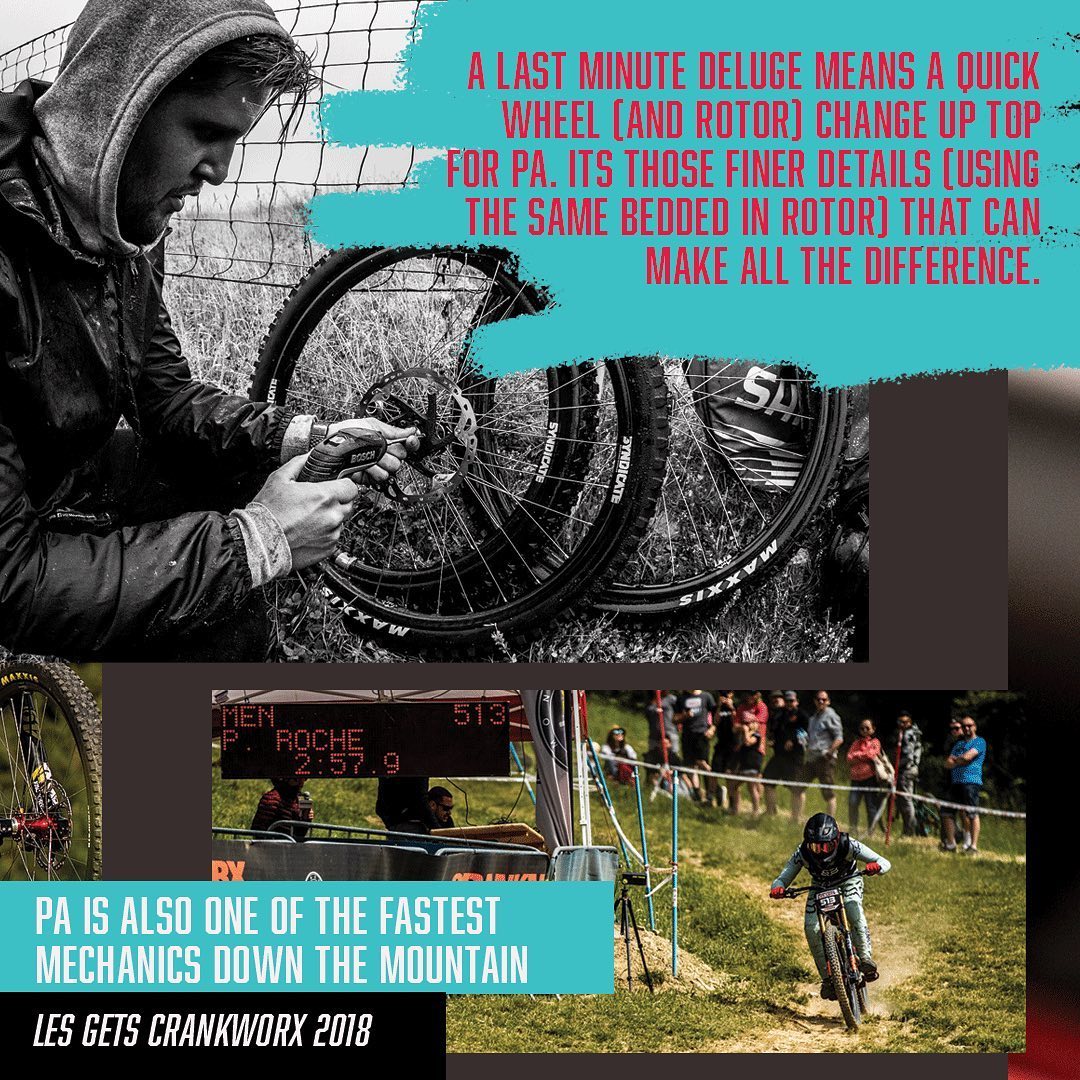 A LAST MINUTE DELUGE MEANS A QUICK
WHEEL (AND ROTOR) CHANGE UP TOP
FOR PA. ITS THOSE FINER DETAILS (USING
THE SAME BEDDED IN ROTOR) THAT CAN
MAKE ALL THE DIFFERENCE.
BOSCH
SYNDICATE
SYNDICATE
SYNDICATE
MAXXIS
MAXXIS
MAXXIS
MEN 513
P. ROCHE
2:57.9
513
PA IS ALSO ONE OF THE FASTEST
MECHANICS DOWN THE MOUNTAIN
LES GETS CRANKWORX 2018